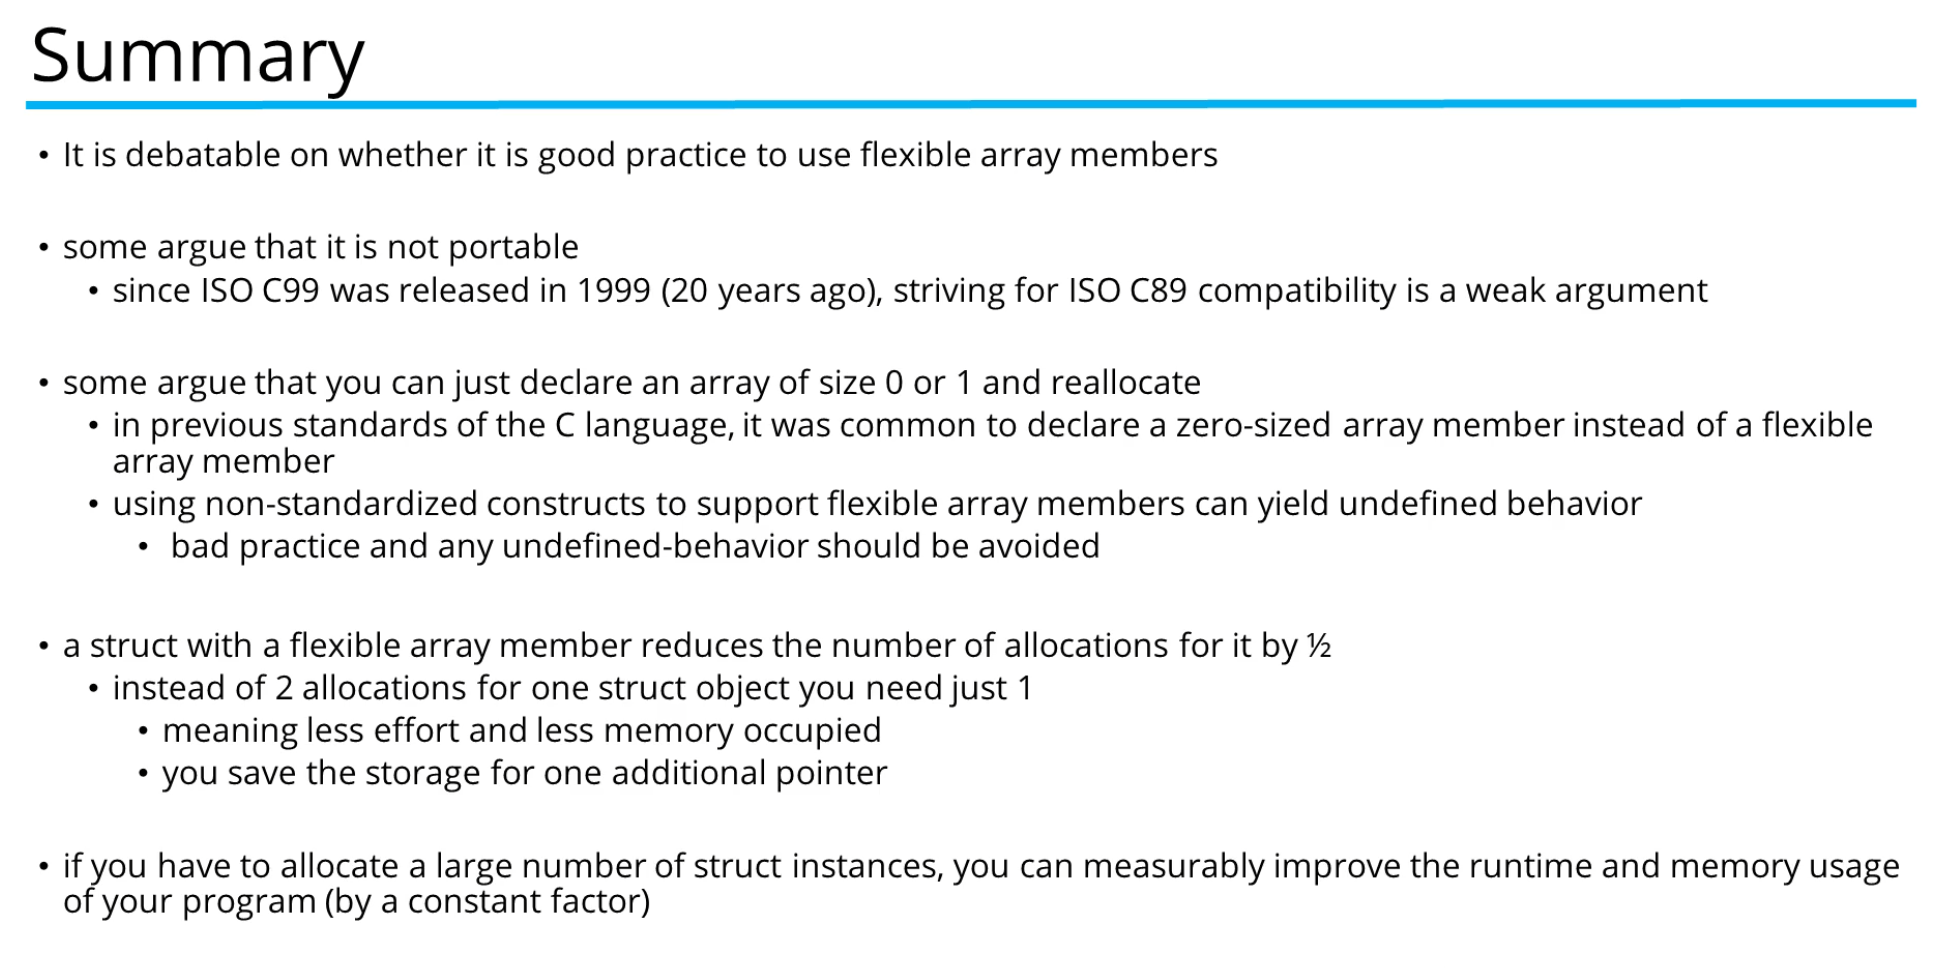 Summary
• It is debatable on whether it is good practice to use flexible array members
• some argue that it is not portable
• since ISO C99 was released in 1999 (20 years ago), striving for ISO C89 compatibility is a weak argument
• some argue that you can just declare an array of size 0 or 1 and reallocate
• in previous standards of the C language, it was common to declare a zero-sized array member instead of a flexible
array member
• using non-standardized constructs to support flexible array members can yield undefined behavior
• bad practice and any undefined-behavior should be avoided
• a struct with a flexible array member reduces the number of allocations for it by ½
• instead of 2 allocations for one struct object you need just 1
• meaning less effort and less memory occupied
• you save the storage for one additional pointer
• if you have to allocate a large number of struct instances, you can measurably improve the runtime and memory usage
of your program (by a constant factor)